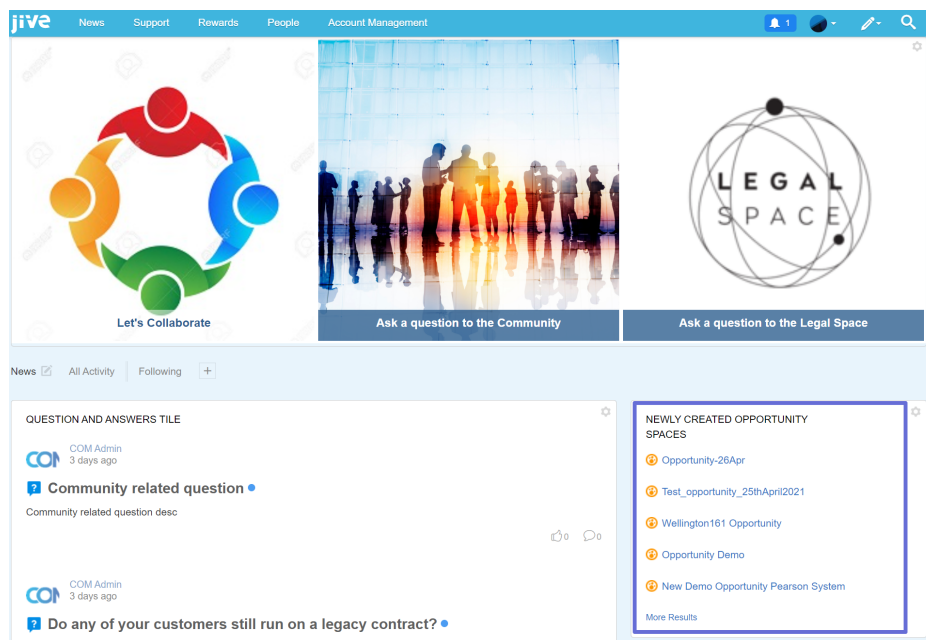 jive News Support Rewards People Account Management 1
LEGAL
SPACE
Let's Collaborate
Ask a question to the Community
Ask a question to the Legal Space
News All Activity Following +
QUESTION AND ANSWERS TILE
COM Admin
3 days ago
? Community related question
Community related question desc
0 0
COM Admin
3 days ago
? Do any of your customers still run on a legacy contract?
NEWLY CREATED OPPORTUNITY
SPACES
Opportunity-26Apr
Test_opportunity_25thApril2021
Wellington161 Opportunity
Opportunity Demo
New Demo Opportunity Pearson System
More Results